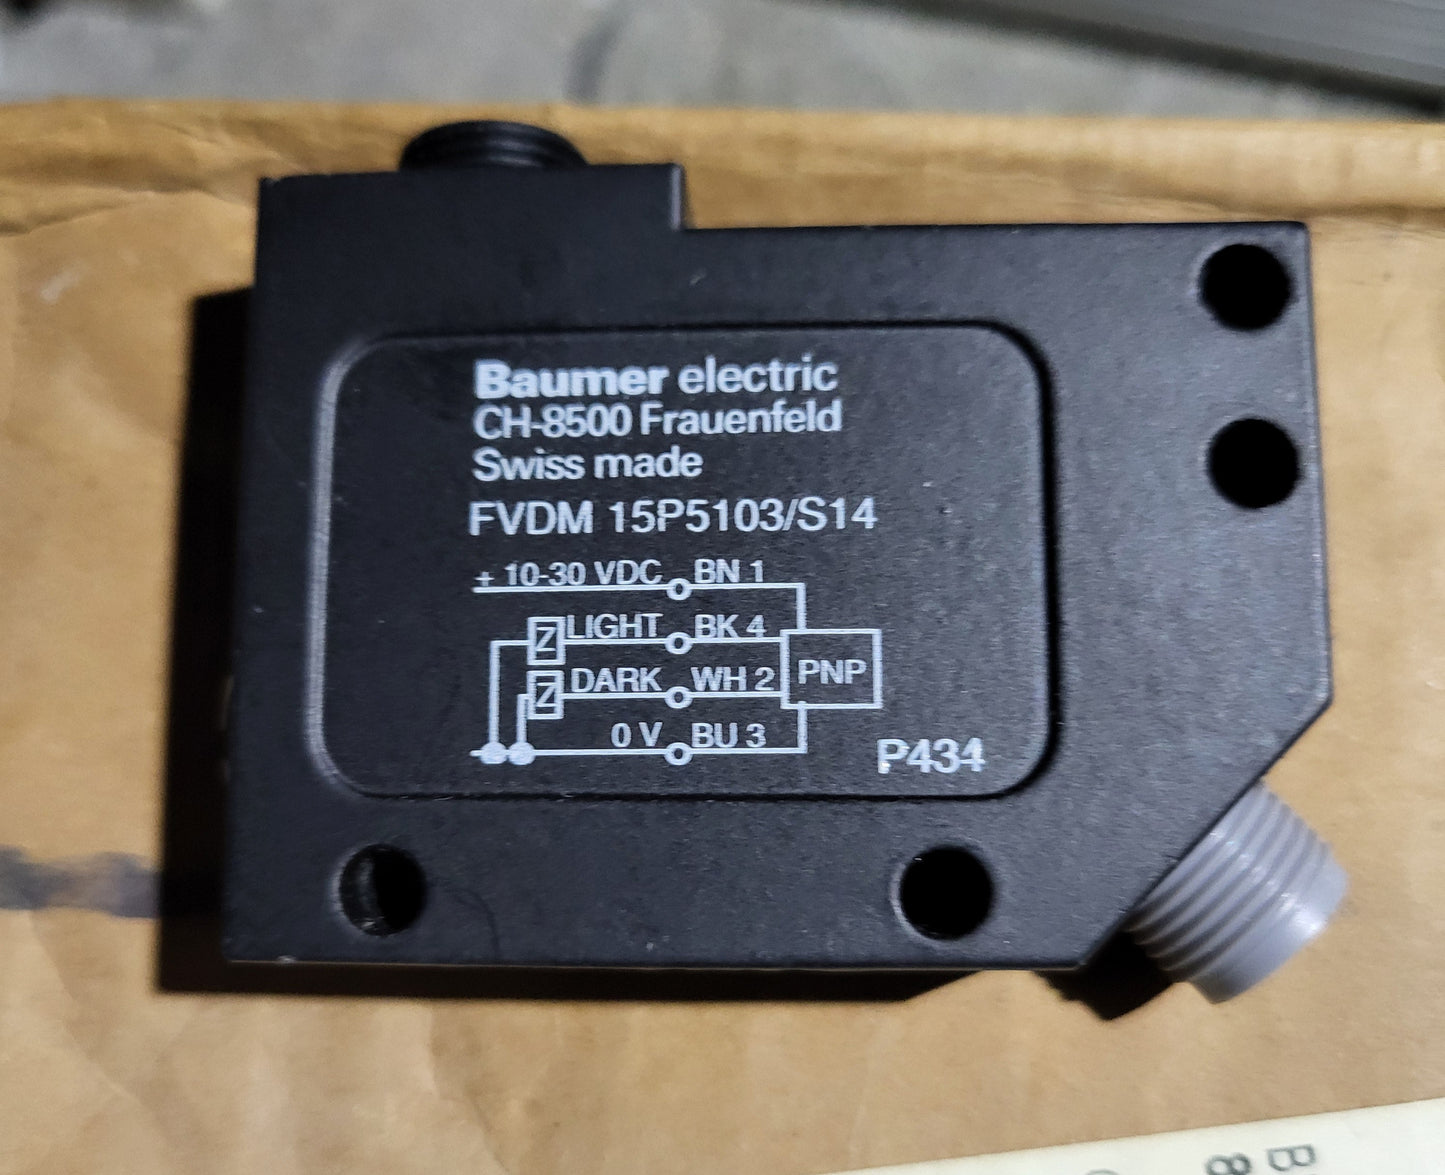 Baumer electric
CH-8500 Frauenfeld
Swiss made
FVDM 15P5103/S14
+ 10-30 VDC BN 1
Z LIGHT BK 4
PNP
Z DARK WH 2
0 V BU 3
P434
B
8